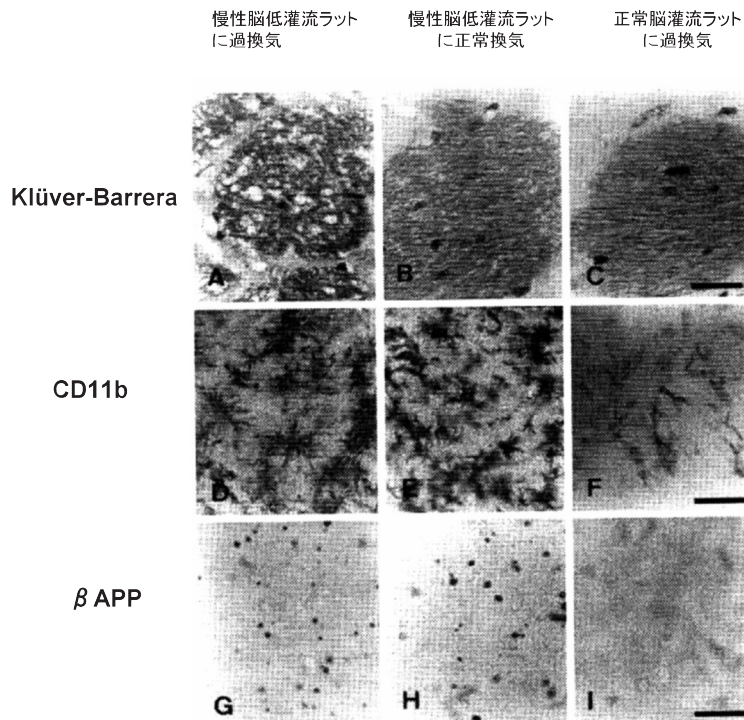 慢性脳低灌流ラット
に過換気
慢性脳低灌流ラット
に正常換気
正常脳灌流ラット
に過換気
Klüver-Barrera
A
B
C
CD11b
D
E
F
β APP
G
H
I